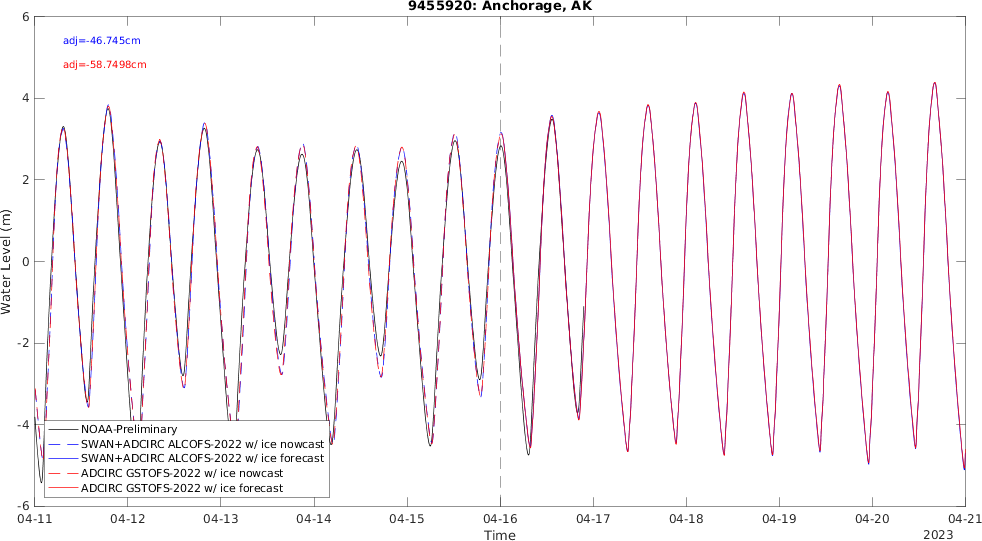 9455920: Anchorage, AK
adj=-46.745cm
adj=-58.7498cm
6
4
2
0
-2
-4
-6
Water Level (m)
NOAA-Preliminary
SWAN+ADCIRC ALCOFS-2022 w/ ice nowcast
SWAN+ADCIRC ALCOFS-2022 w/ ice forecast
ADCIRC GSTOFS-2022 w/ ice nowcast
ADCIRC GSTOFS-2022 w/ ice forecast
04-11 04-12 04-13 04-14 04-15 04-16 04-17 04-18 04-19 04-20 04-21
Time
2023